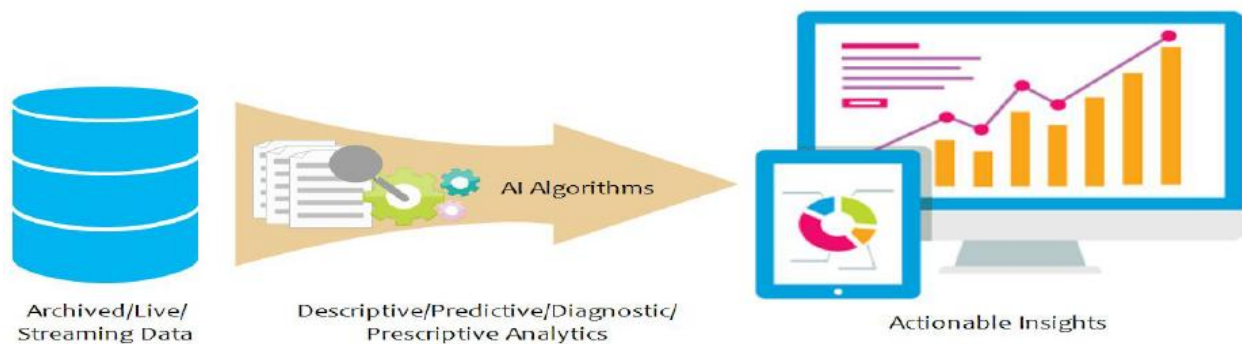 AI Algorithms
Archived/Live/
Streaming Data
Descriptive/Predictive/Diagnostic/
Prescriptive Analytics
Actionable Insights